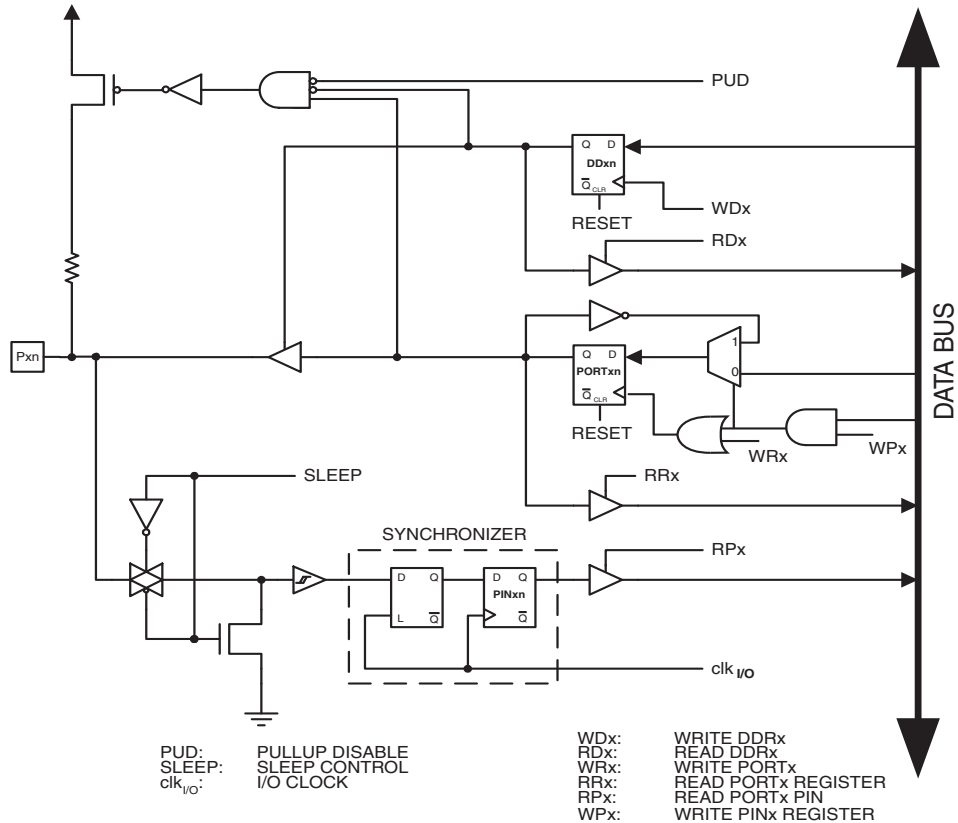 PUD
Q D
DDxn
Q CLR
WDx
RESET
RDx
DATA BUS
1
Pxn
Q D
PORTxn
0
Q CLR
RESET
WRx
WPx
SLEEP
RRx
SYNCHRONIZER
RPx
D Q
D Q
PINxn
L Q
Q
clk I/O
PUD: PULLUP DISABLE
SLEEP: SLEEP CONTROL
clk I/O: I/O CLOCK
WDx: WRITE DDRx
RDx: READ DDRx
WRx: WRITE PORTx
RRx: READ PORTx REGISTER
RPx: READ PORTx PIN
WPx: WRITE PINx REGISTER